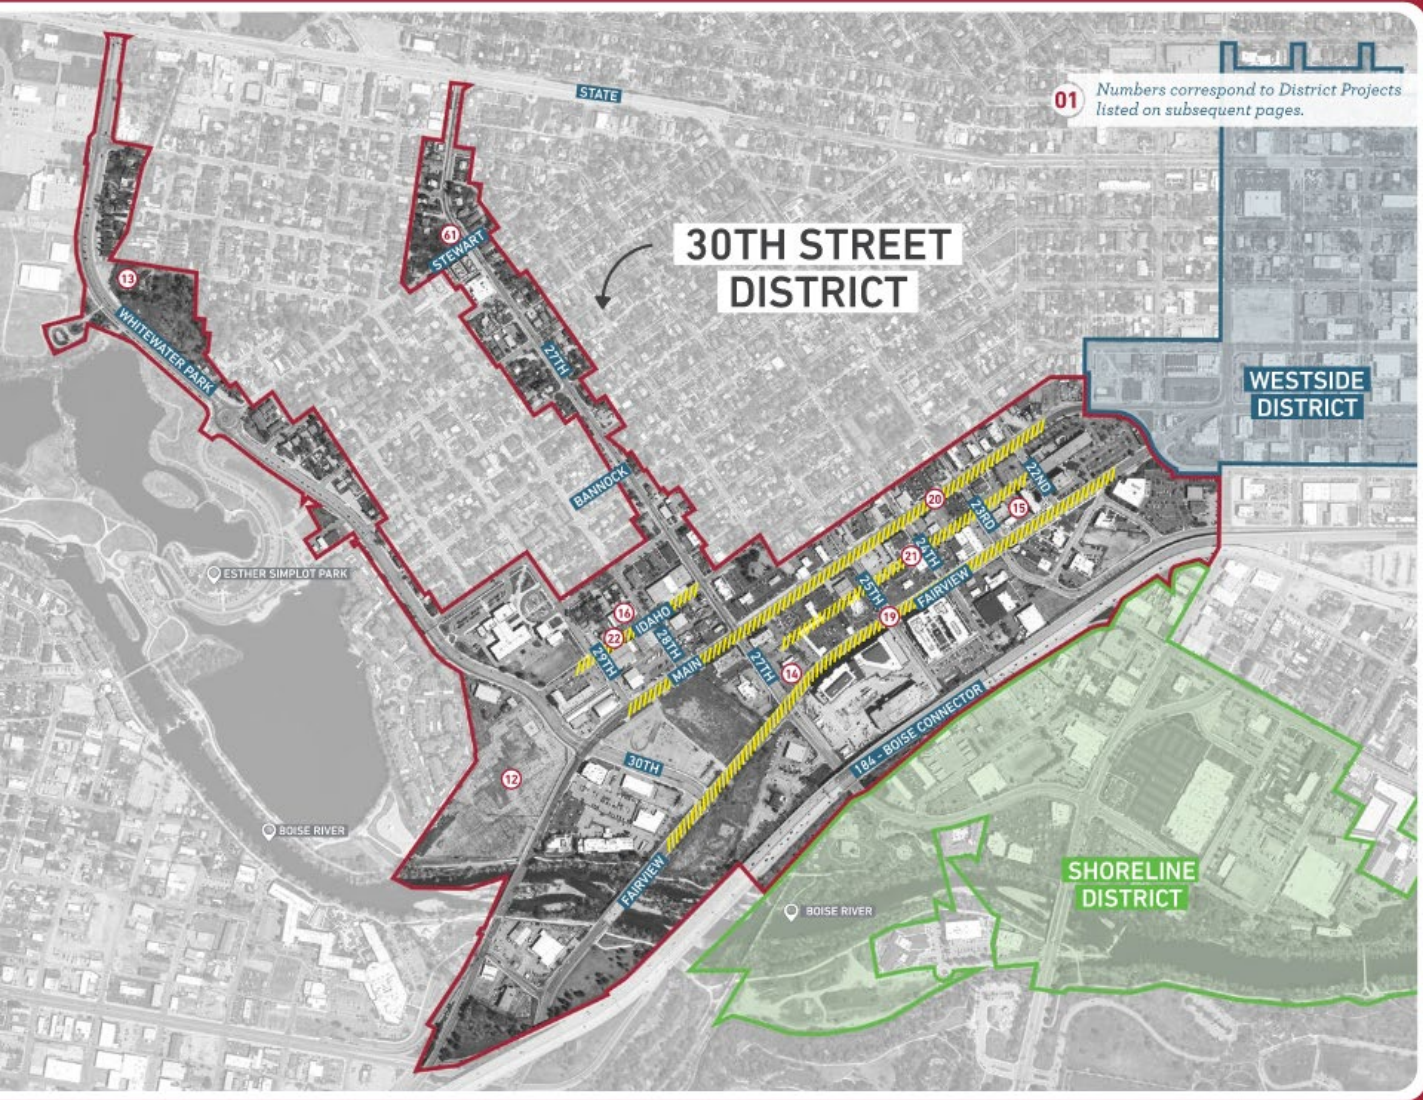 STATE
01
Numbers correspond to District Projects
listed on subsequent pages.
61
STEWART
30TH STREET
DISTRICT
13
WHITEWATER PARK
27TH
WESTSIDE
DISTRICT
BANNOCK
22ND
20
15
23RD
24TH
21
ESTHER SIMPLOT PARK
25TH
FAIRVIEW
16
IDAHO
19
22
28TH
29TH
MAIN
27TH
14
184 - BOISE CONNECTOR
30TH
12
BOISE RIVER
FAIRVIEW
SHORELINE
DISTRICT
BOISE RIVER